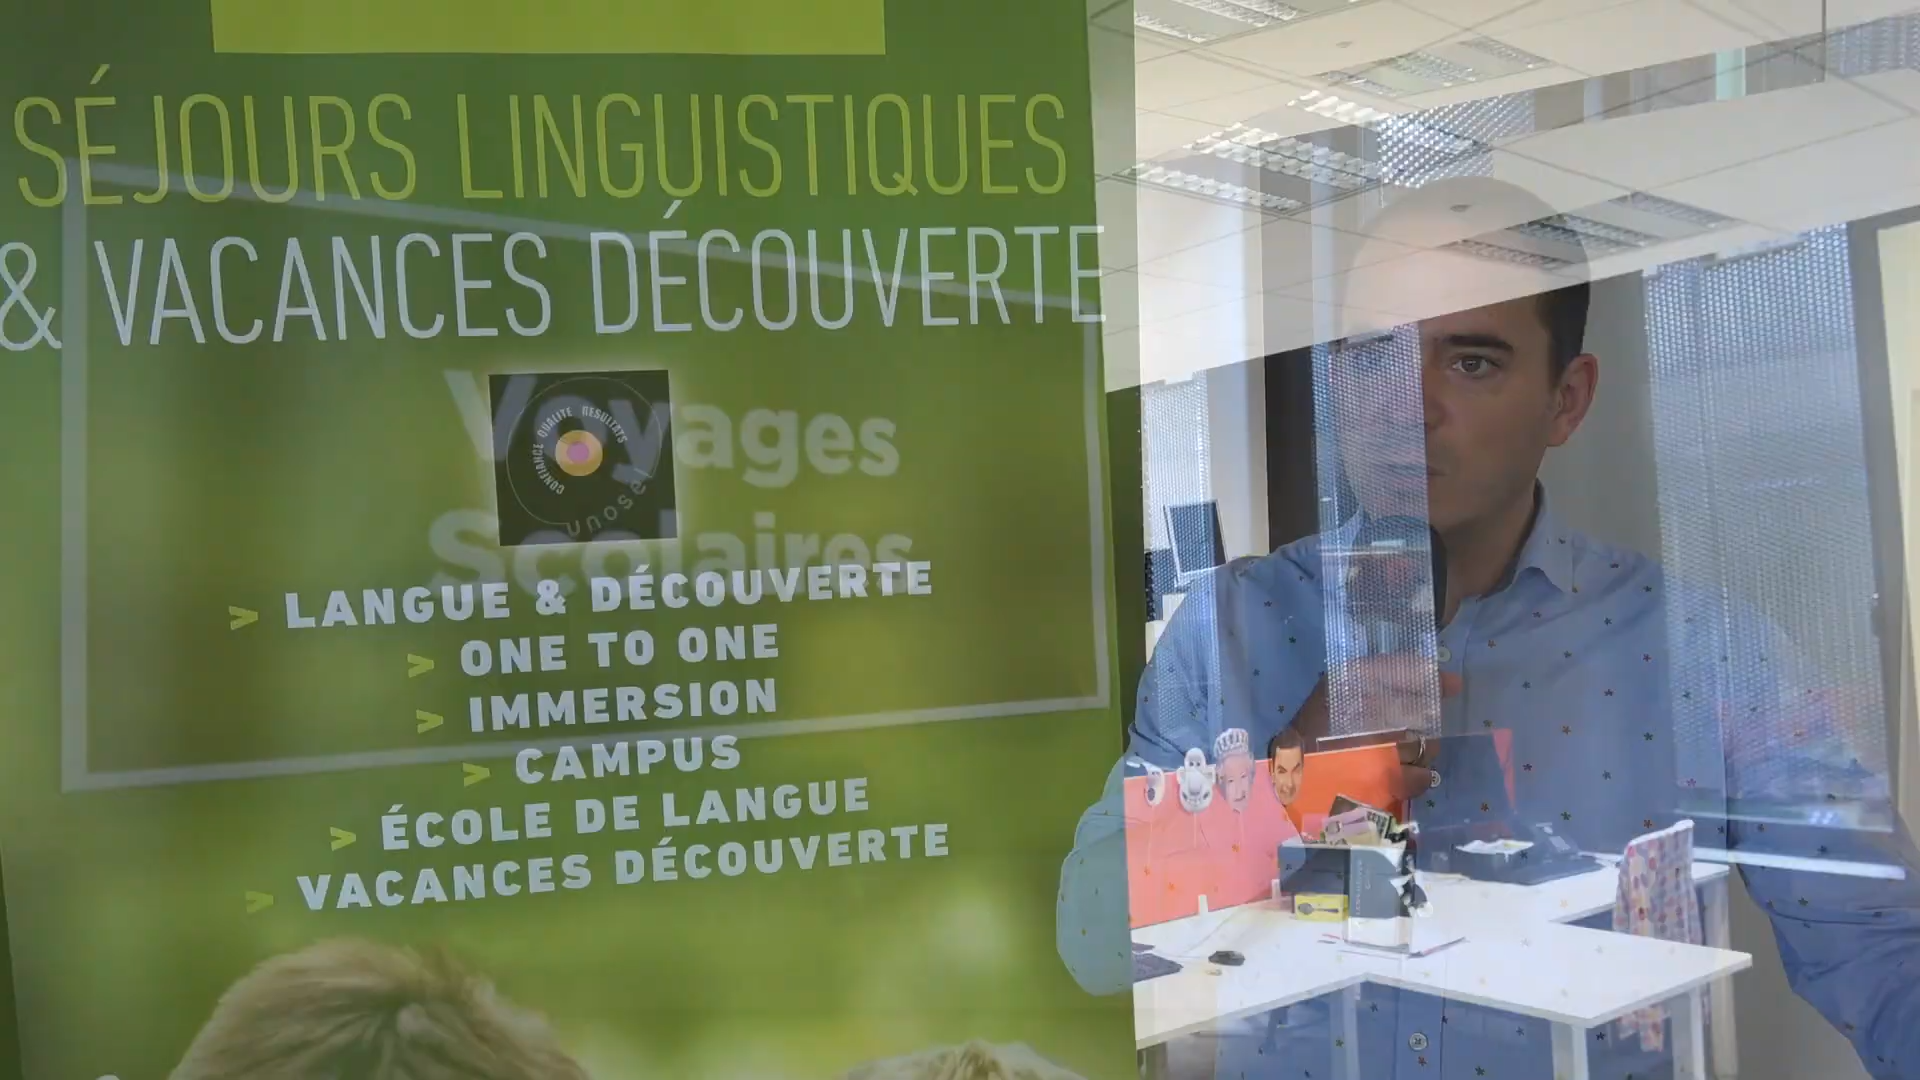 SÉJOURS LINGUISTIQUES
& VACANCES DÉCOUVERTE
Voyages
Scolaires
CONFIANCE QUALITE RESULTATS
unosel
> LANGUE & DÉCOUVERTE
> ONE TO ONE
> IMMERSION
> CAMPUS
> ÉCOLE DE LANGUE
> VACANCES DÉCOUVERTE